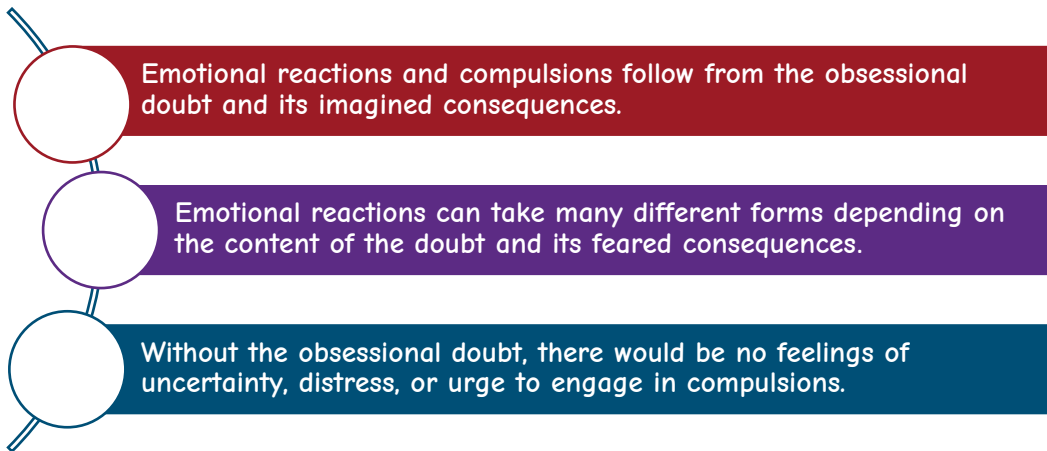 Emotional reactions and compulsions follow from the obsessional
doubt and its imagined consequences.
Emotional reactions can take many different forms depending on
the content of the doubt and its feared consequences.
Without the obsessional doubt, there would be no feelings of
uncertainty, distress, or urge to engage in compulsions.